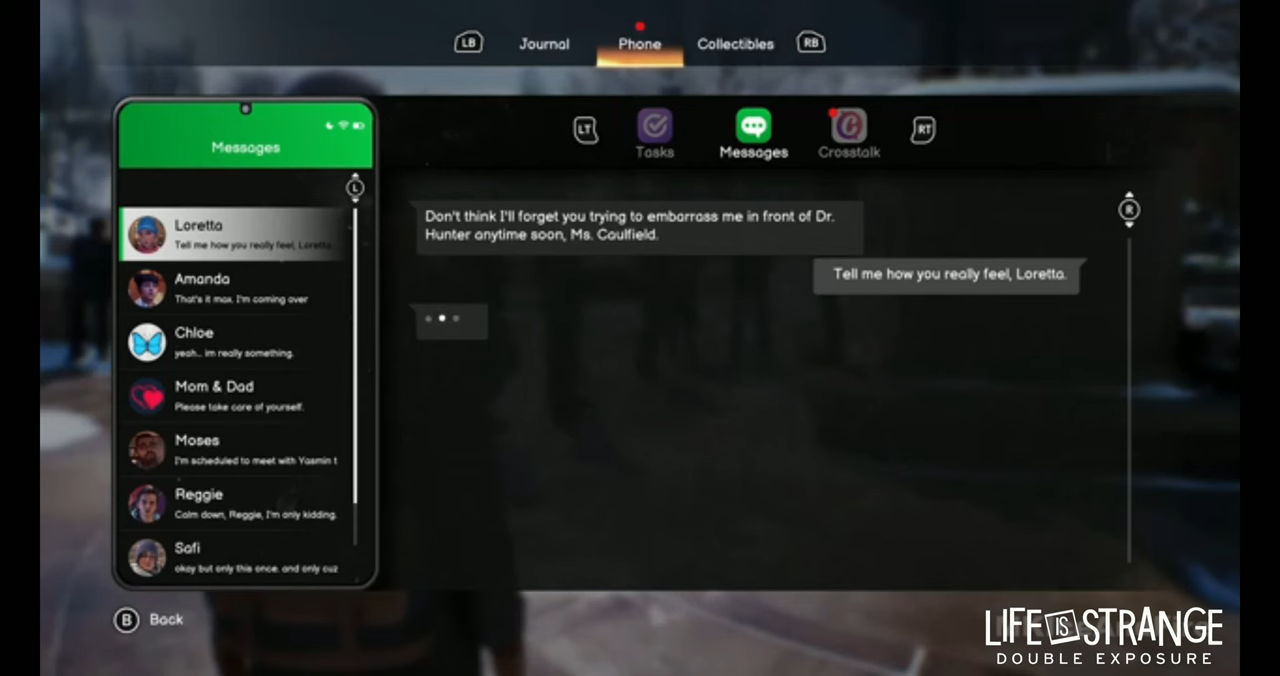 LB Journal Phone Collectibles RB
LT Tasks Messages Crosstalk RT
Messages
L
Loretta
Tell me how you really feel, Loretta.
Amanda
That's it max. I'm coming over
Chloe
yeah... im really something.
Mom & Dad
Please take care of yourself.
Moses
I'm scheduled to meet with Yasmin t
Reggie
Calm down, Reggie, I'm only kidding.
Safi
okay but only this once. and only cuz
Don't think I'll forget you trying to embarrass me in front of Dr.
Hunter anytime soon, Ms. Caulfield.
R
Tell me how you really feel, Loretta.
B Back
LIFE IS STRANGE
DOUBLE EXPOSURE